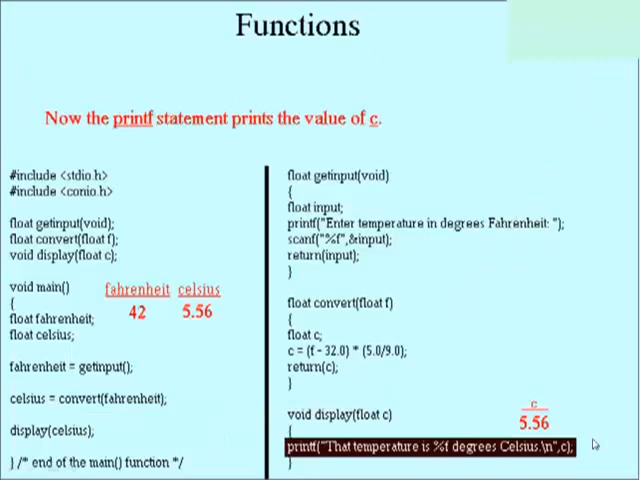 Functions
Now the printf statement prints the value of c.
#include <stdio.h>
#include <conio.h>
float getinput(void);
float convert(float f);
void display(float c);
void main()
{
float fahrenheit;
float celsius;
fahrenheit = getinput();
celsius = convert(fahrenheit);
display(celsius);
} /* end of the main() function */
fahrenheit celsius
42 5.56
float getinput(void)
{
float input;
printf("Enter temperature in degrees Fahrenheit: ");
scanf("%f",&input);
return(input);
}
float convert(float f)
{
float c;
c = (f - 32.0) * (5.0/9.0);
return(c);
}
void display(float c)
{
printf("That temperature is %f degrees Celsius.\n",c);
}
c
5.56